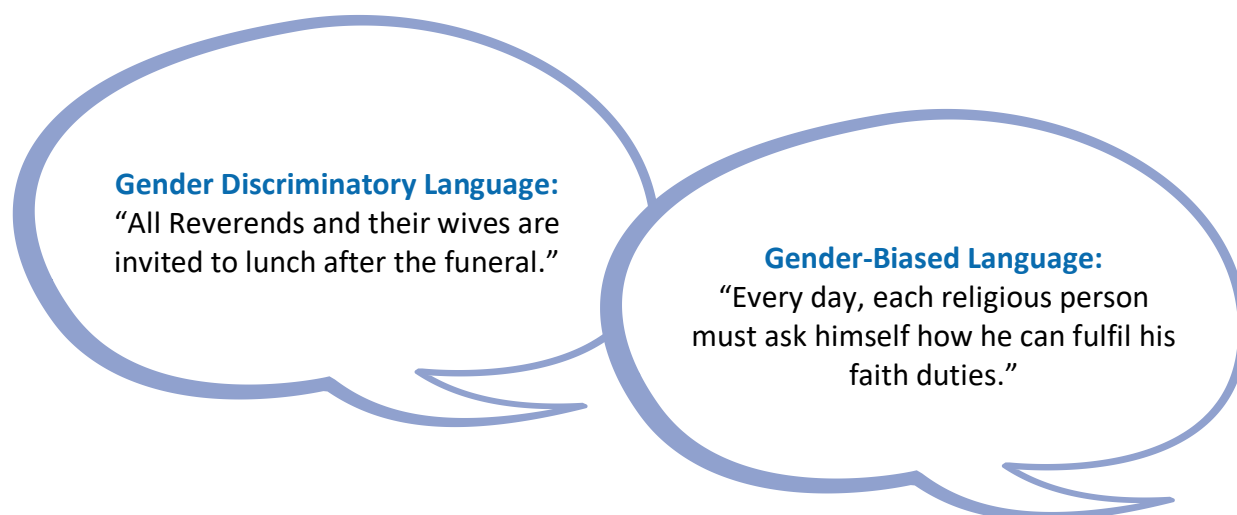 Gender Discriminatory Language:
“All Reverends and their wives are
invited to lunch after the funeral.”
Gender-Biased Language:
“Every day, each religious person
must ask himself how he can fulfil his
faith duties.”